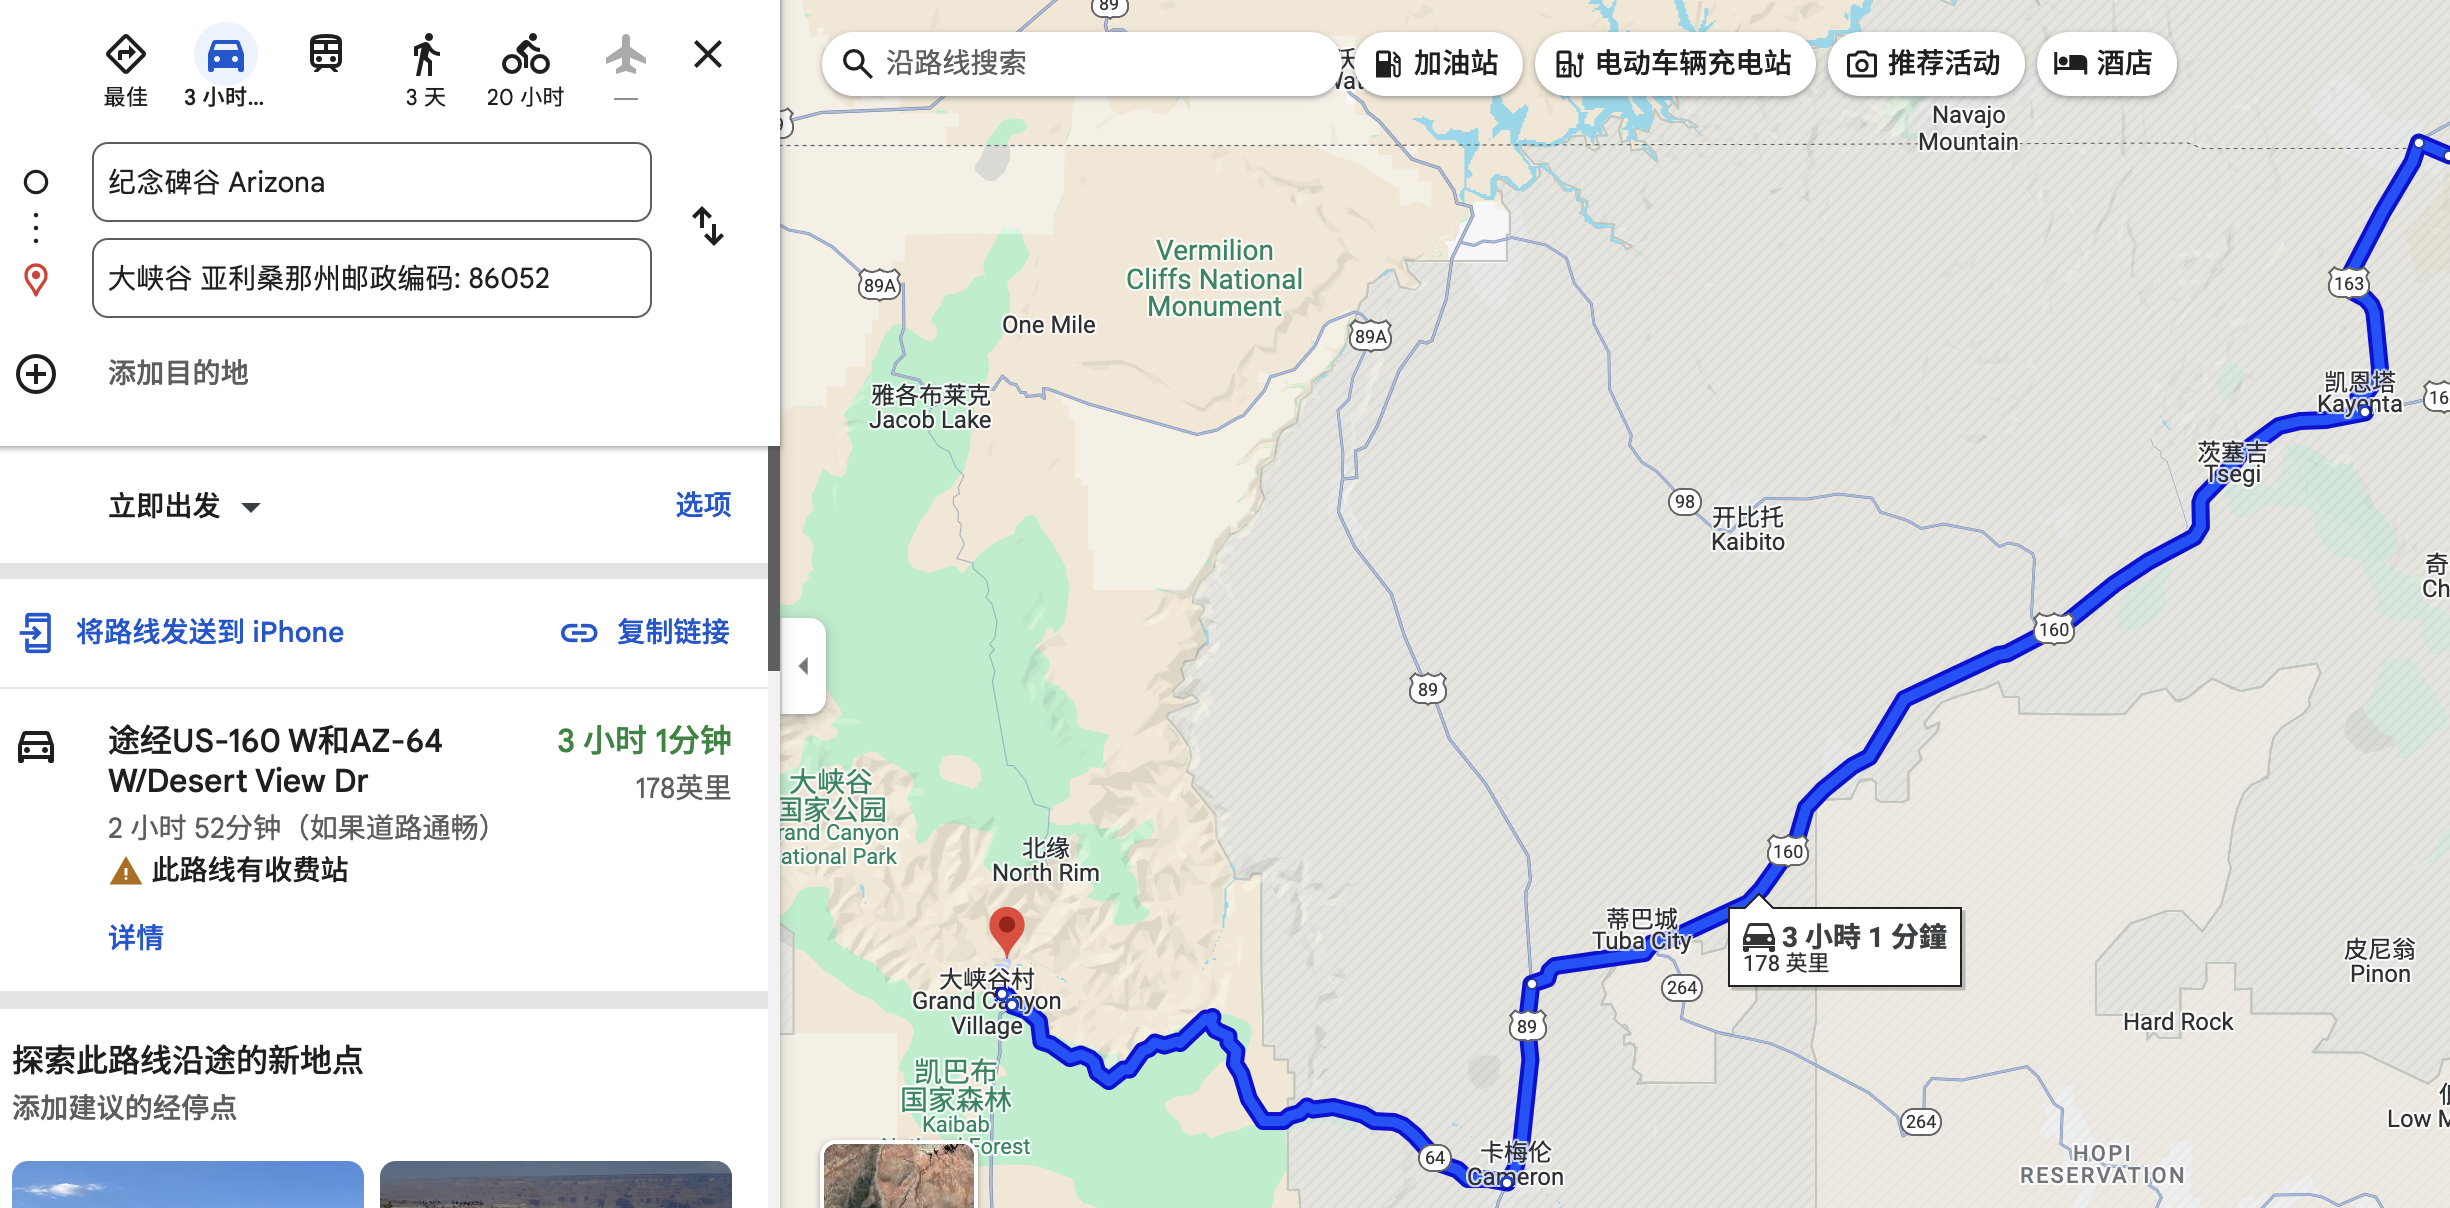 最佳
3 小时...
3 天
20 小时
—
纪念碑谷 Arizona
大峡谷 亚利桑那州邮政编码: 86052
添加目的地
立即出发
选项
将路线发送到 iPhone
复制链接
途经US-160 W和AZ-64
W/Desert View Dr
3 小时 1分钟
178英里
2 小时 52分钟（如果道路通畅）
此路线有收费站
详情
探索此路线沿途的新地点
添加建议的经停点
沿路线搜索
加油站
电动车辆充电站
推荐活动
酒店
89
Navajo
Mountain
Vermilion
Cliffs National
Monument
89A
One Mile
89A
163
雅各布莱克
Jacob Lake
凯恩塔
Kayenta
16
茨塞吉
Tsegi
98
开比托
Kaibito
奇
Ch
160
89
大峡谷
国家公园
rand Canyon
ational Park
北缘
North Rim
160
蒂巴城
Tuba City
3 小時 1 分鐘
178 英里
264
皮尼翁
Pinon
大峡谷村
Grand Canyon
Village
89
Hard Rock
凯巴布
国家森林
Kaibab
Forest
64
卡梅伦
Cameron
264
Low M
HOPI
RESERVATION